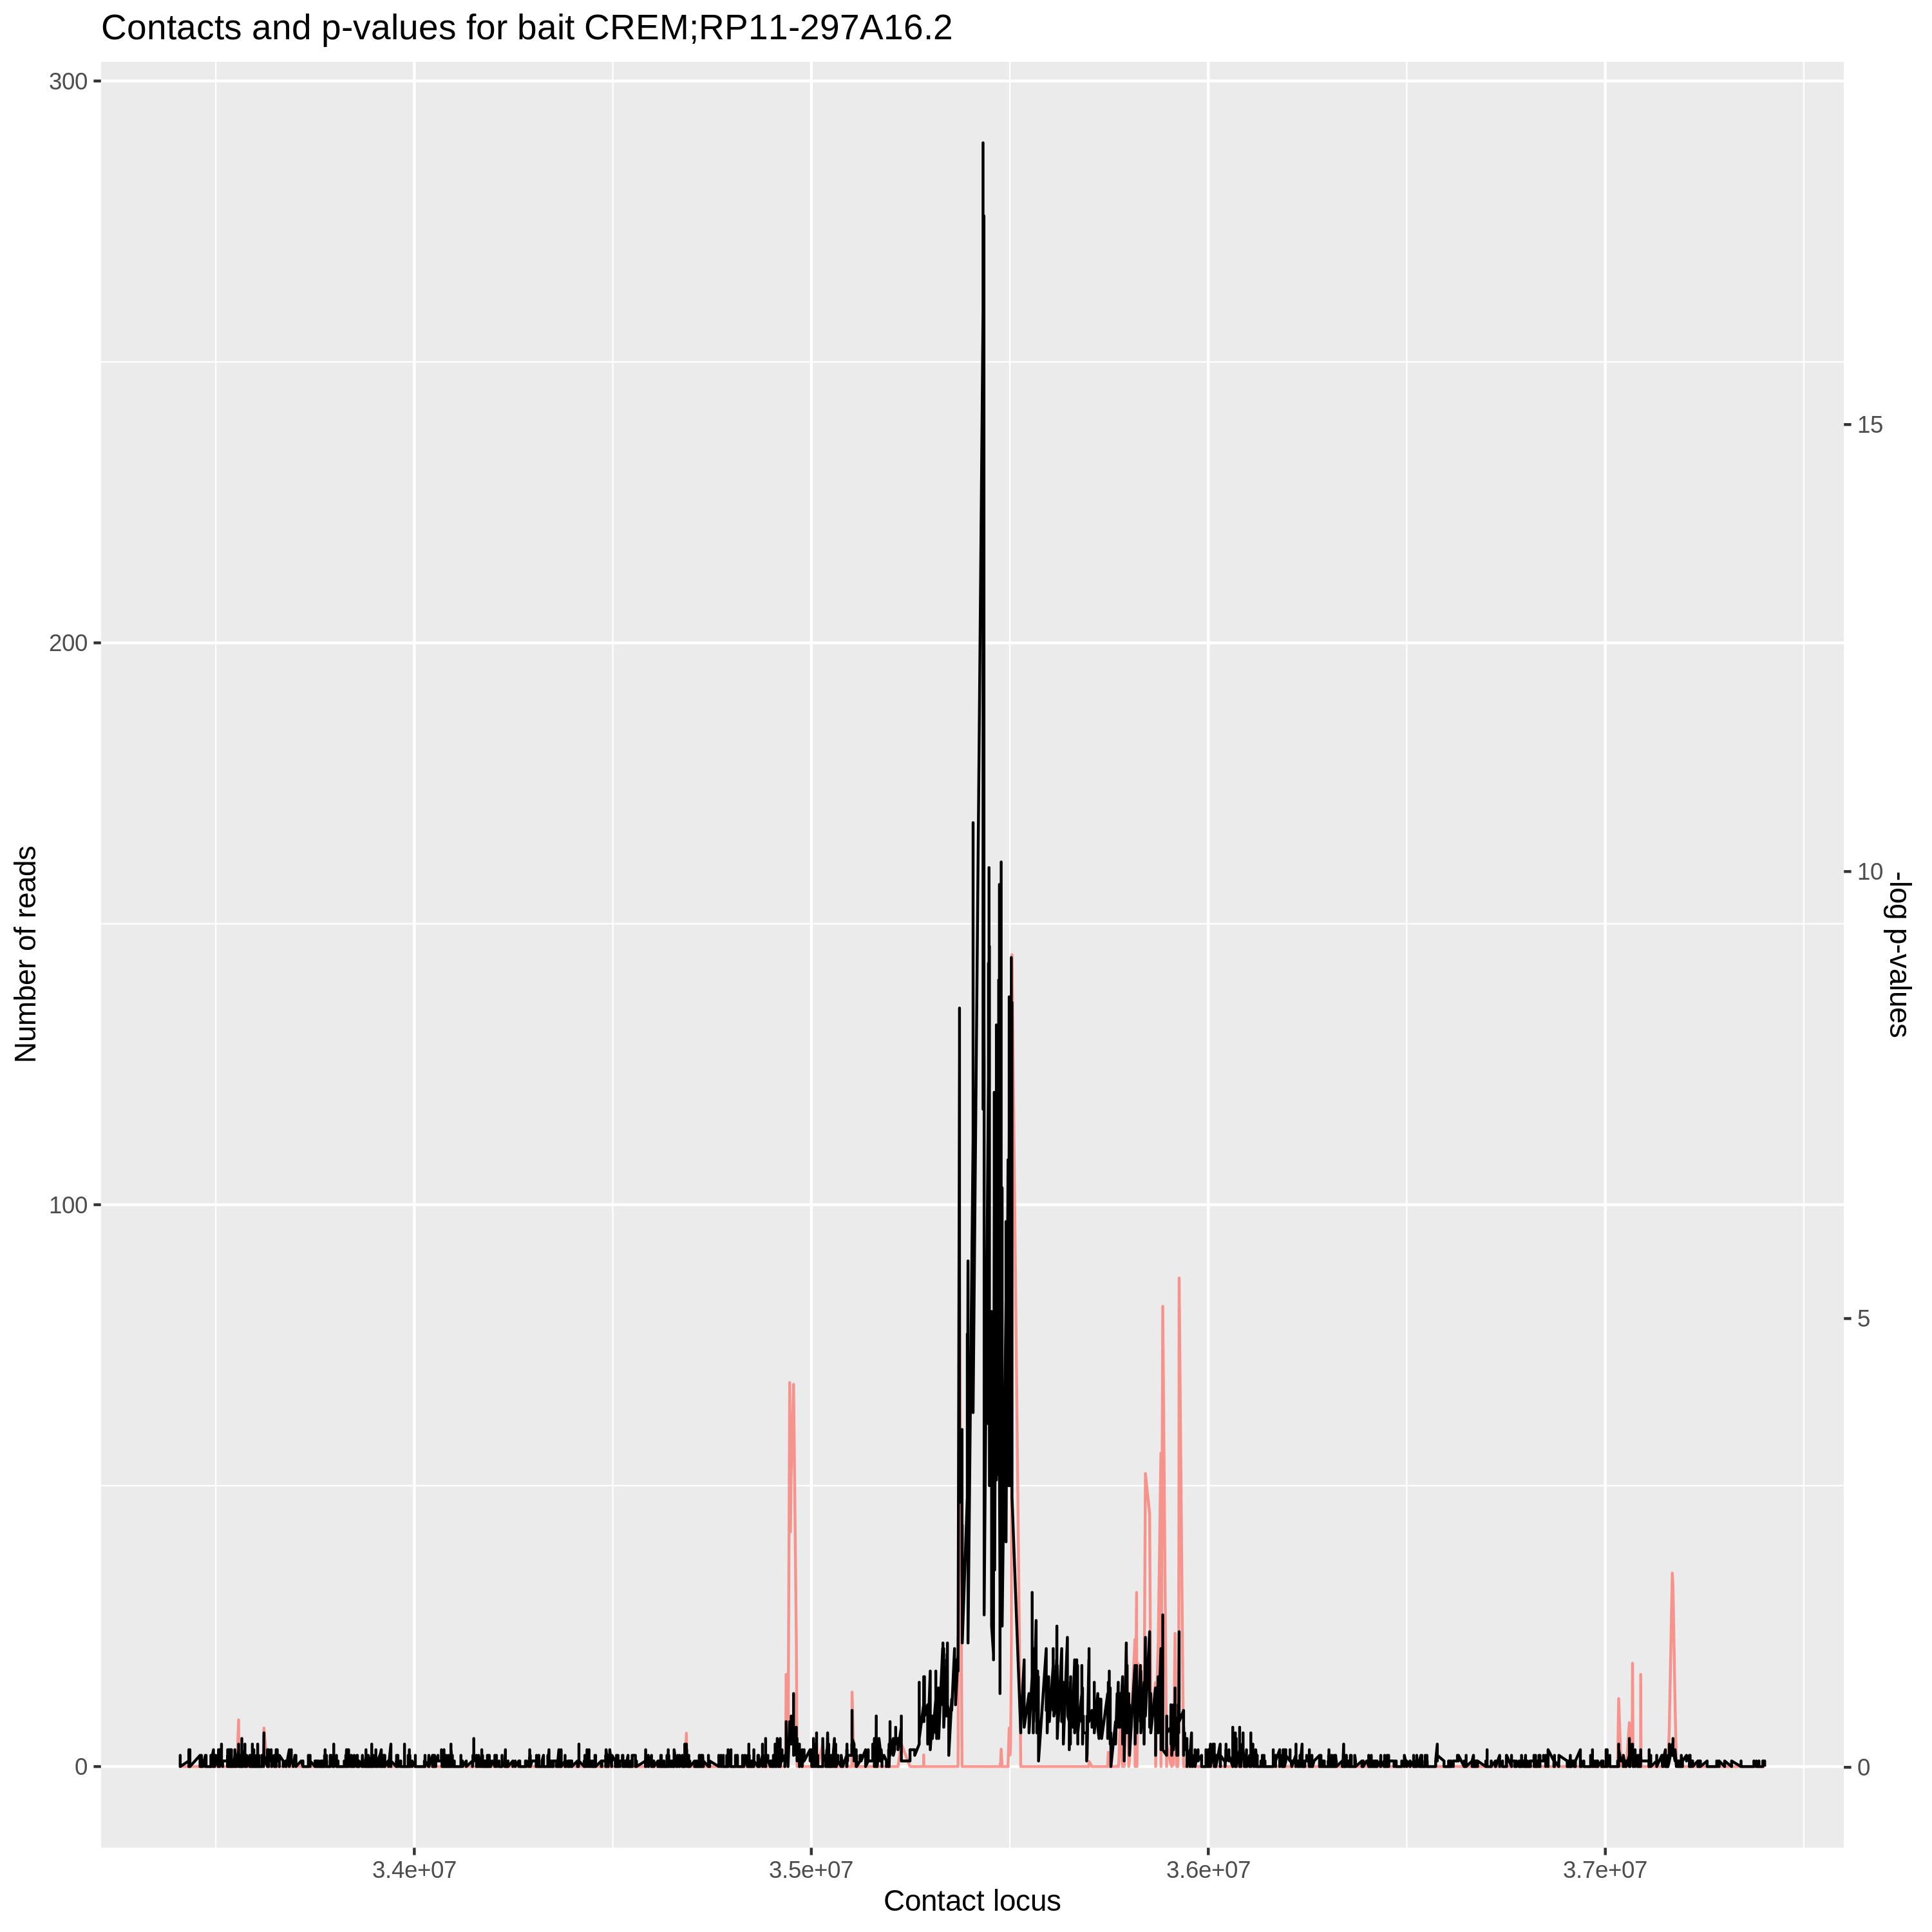 Contacts and p-values for bait CREM;RP11-297A16.2
300
200
100
0
Number of reads
15
10
5
0
-log p-values
3.4e+07
3.5e+07
3.6e+07
3.7e+07
Contact locus